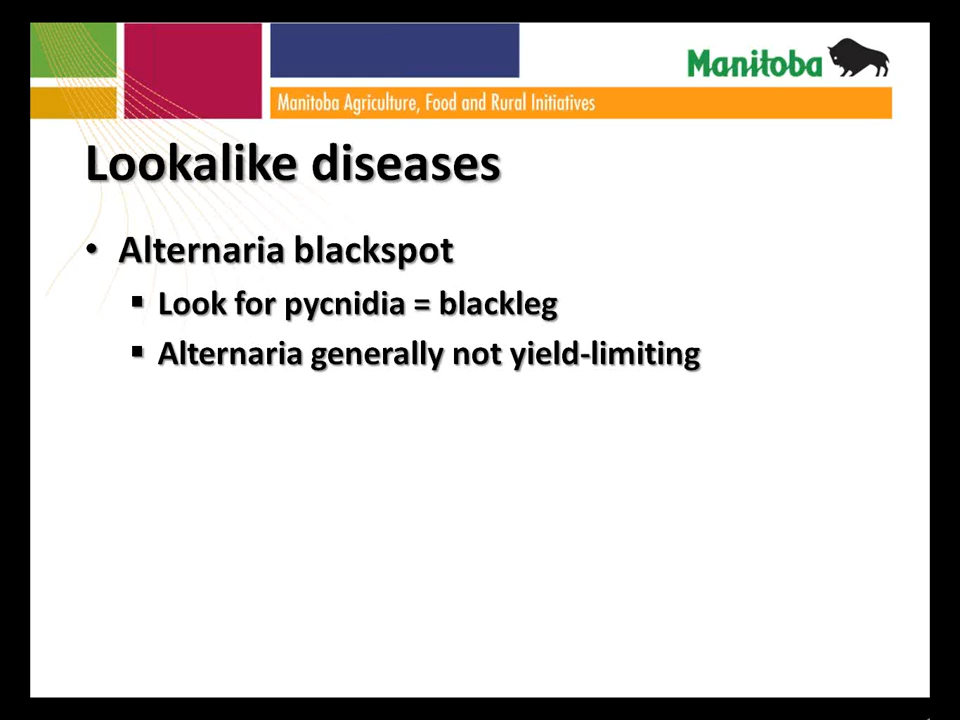 Manitoba
Manitoba Agriculture, Food and Rural Initiatives
Lookalike diseases
• Alternaria blackspot
▪ Look for pycnidia = blackleg
▪ Alternaria generally not yield-limiting